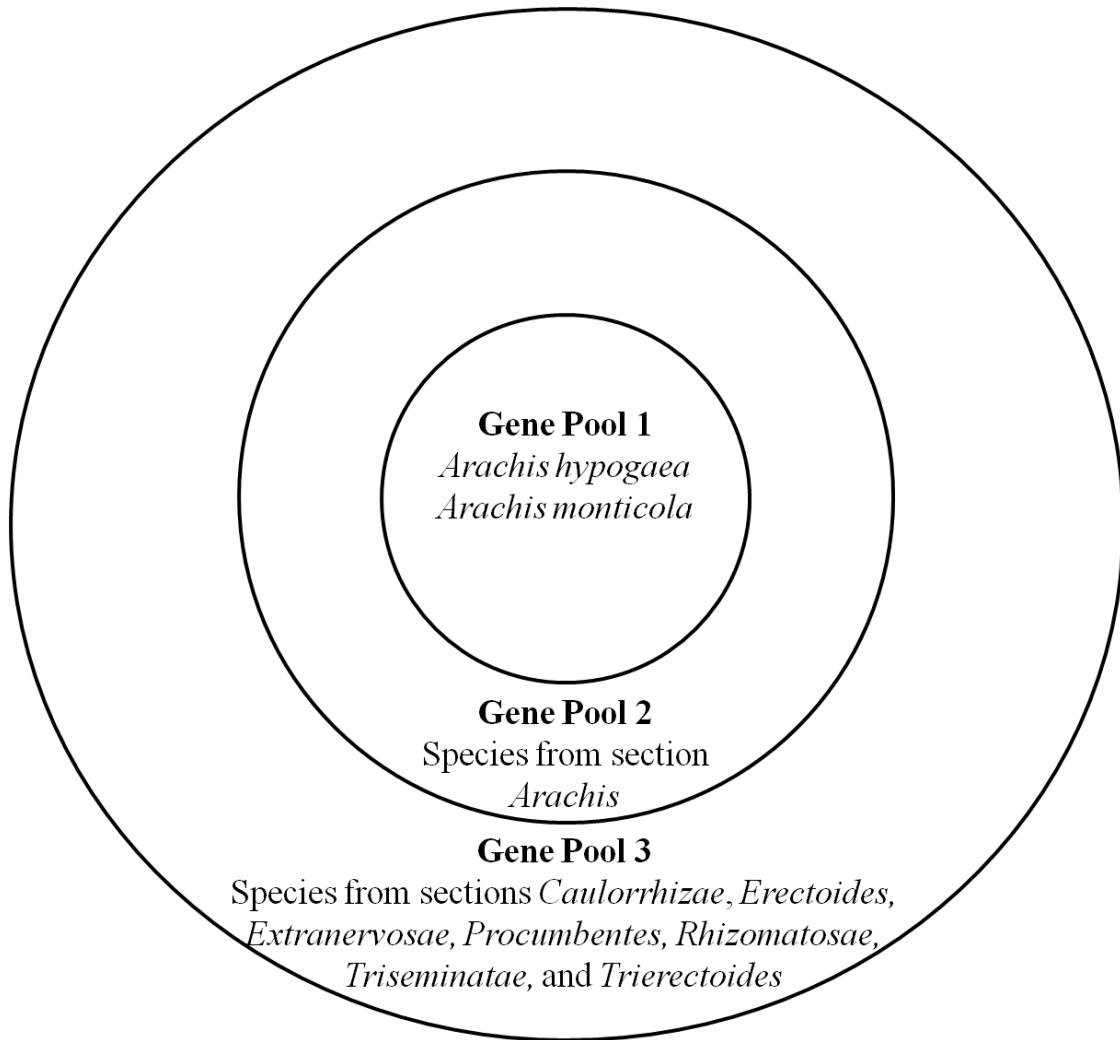 Gene Pool 1
Arachis hypogaea
Arachis monticola
Gene Pool 2
Species from section
Arachis
Gene Pool 3
Species from sections Caulorrhizae, Erectoides,
Extranervosae, Procumbentes, Rhizomatosae,
Triseminatae, and Trierectoides